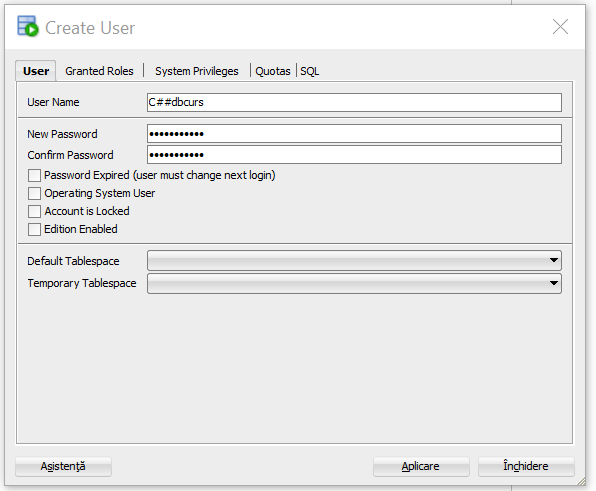 Create User
User Granted Roles System Privileges Quotas SQL
User Name C##dbcurs
New Password •••••••••••
Confirm Password •••••••••••
Password Expired (user must change next login)
Operating System User
Account is Locked
Edition Enabled
Default Tablespace
Temporary Tablespace
Asistenţă Aplicare Închidere